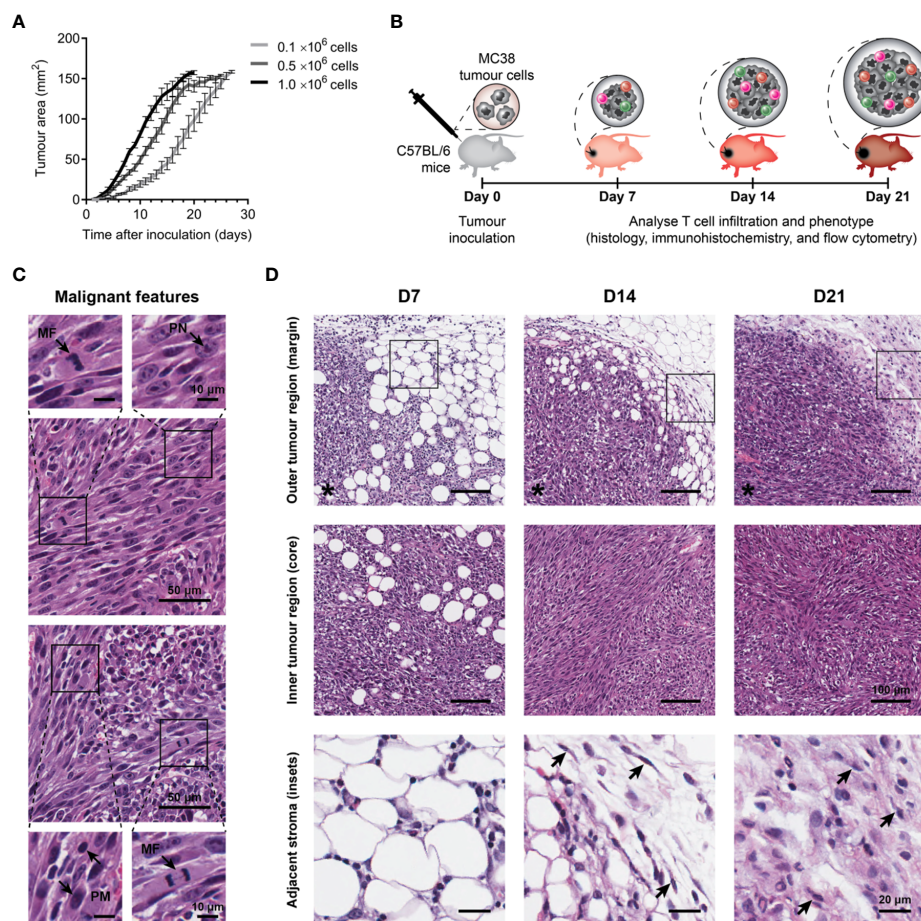 A
Tumour area (mm²)
200
150
100
50
0
0 10 20 30
Time after inoculation (days)
0.1 ×10⁶ cells
0.5 ×10⁶ cells
1.0 ×10⁶ cells
B
MC38
tumour cells
C57BL/6
mice
Day 0 Day 7 Day 14 Day 21
Tumour
inoculation
Analyse T cell infiltration and phenotype
(histology, immunohistochemistry, and flow cytometry)
C
Malignant features
MF
PN
10 µm
50 µm
50 µm
PM
MF
10 µm
D
D7 D14 D21
Outer tumour region (margin)
* * *
Inner tumour region (core)
100 µm
Adjacent stroma (insets)
20 µm